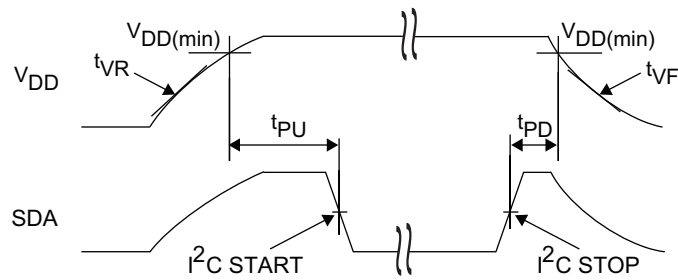 VDD(min) VDD(min)
tVR tVF
VDD
tPU tPD
SDA
I2C START I2C STOP